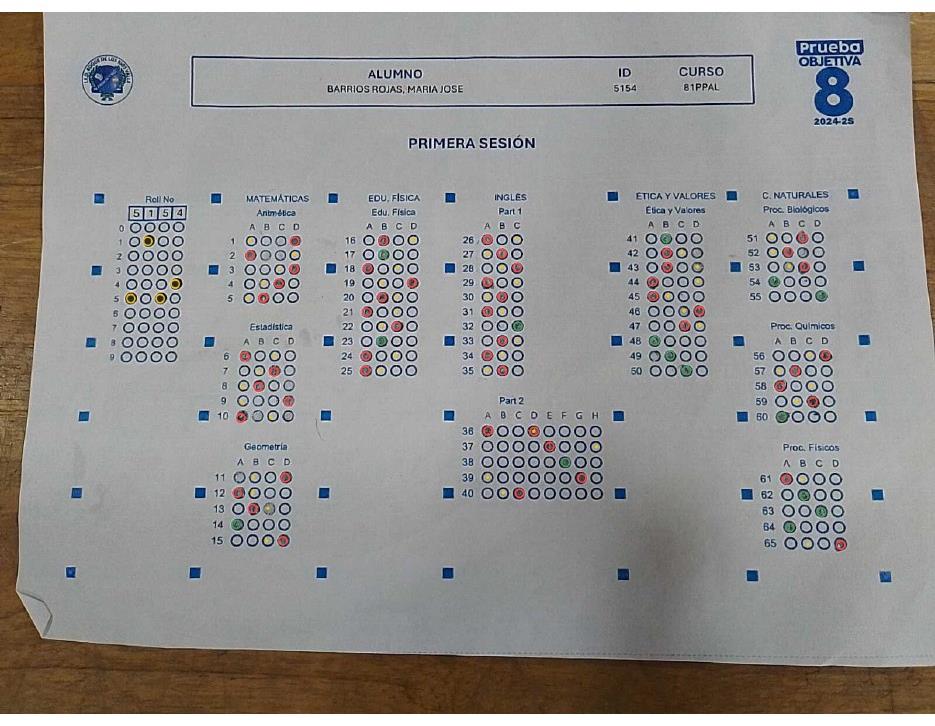 Prueba
OBJETIVA
8
2024-2S
ALUMNO ID CURSO
BARRIOS ROJAS, MARIA JOSE 5154 81PPAL
PRIMERA SESIÓN
Roll No
5 1 5 4
0
1
2
3
4
5
6
7
8
9
MATEMÁTICAS
Aritmética
A B C D
1
2
3
4
5
Estadística
A B C D
6
7
8
9
10
Geometría
A B C D
11
12
13
14
15
EDU. FÍSICA
Edu. Física
A B C D
16
17
18
19
20
21
22
23
24
25
INGLÉS
Part 1
A B C
26
27
28
29
30
31
32
33
34
35
Part 2
A B C D E F G H
36
37
38
39
40
ETICA Y VALORES
Etica y Valores
A B C D
41
42
43
44
45
46
47
48
49
50
C. NATURALES
Proc. Biológicos
A B C D
51
52
53
54
55
Proc. Químicos
A B C D
56
57
58
59
60
Proc. Físicos
A B C D
61
62
63
64
65